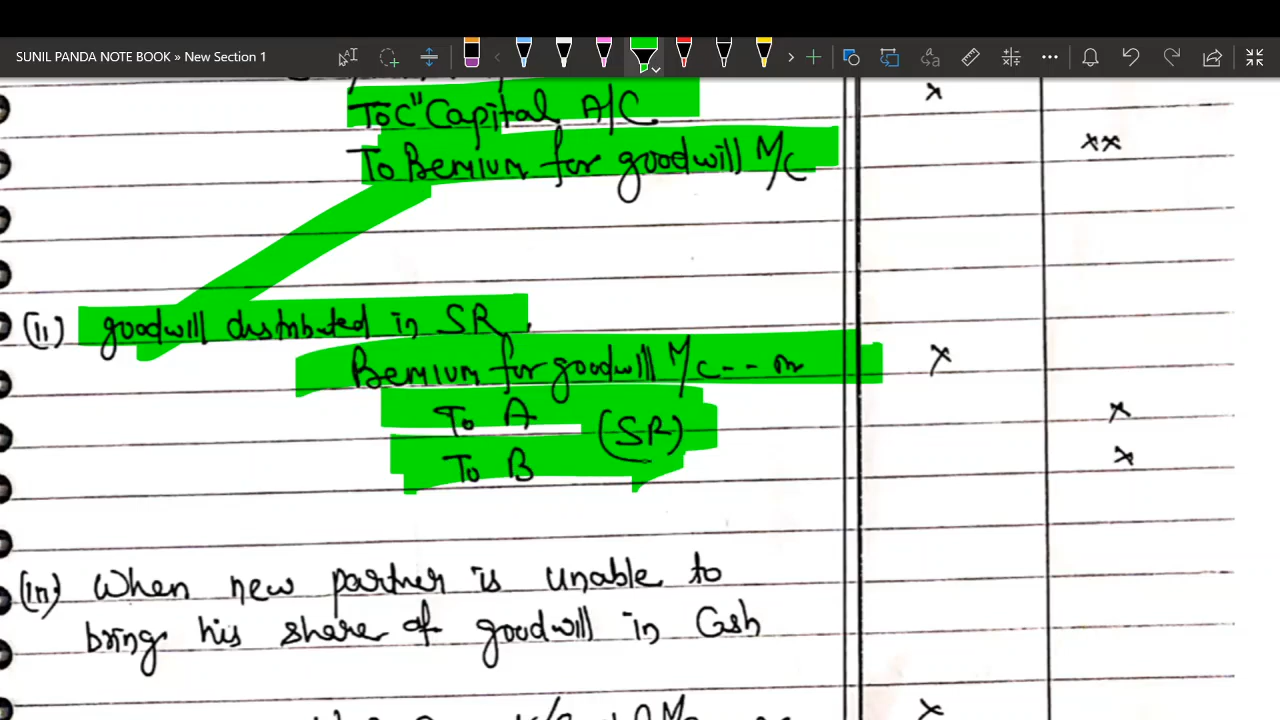 SUNIL PANDA NOTE BOOK » New Section 1
To C" Capital A/C
x
To Bemium for goodwill A/C
xx
(ii) goodwill distributed in SR.
Bemium for goodwill A/C -- Dr
x
To A
x
(SR)
To B
x
(iii) When new partner is unable to
bring his share of goodwill in Cash
x